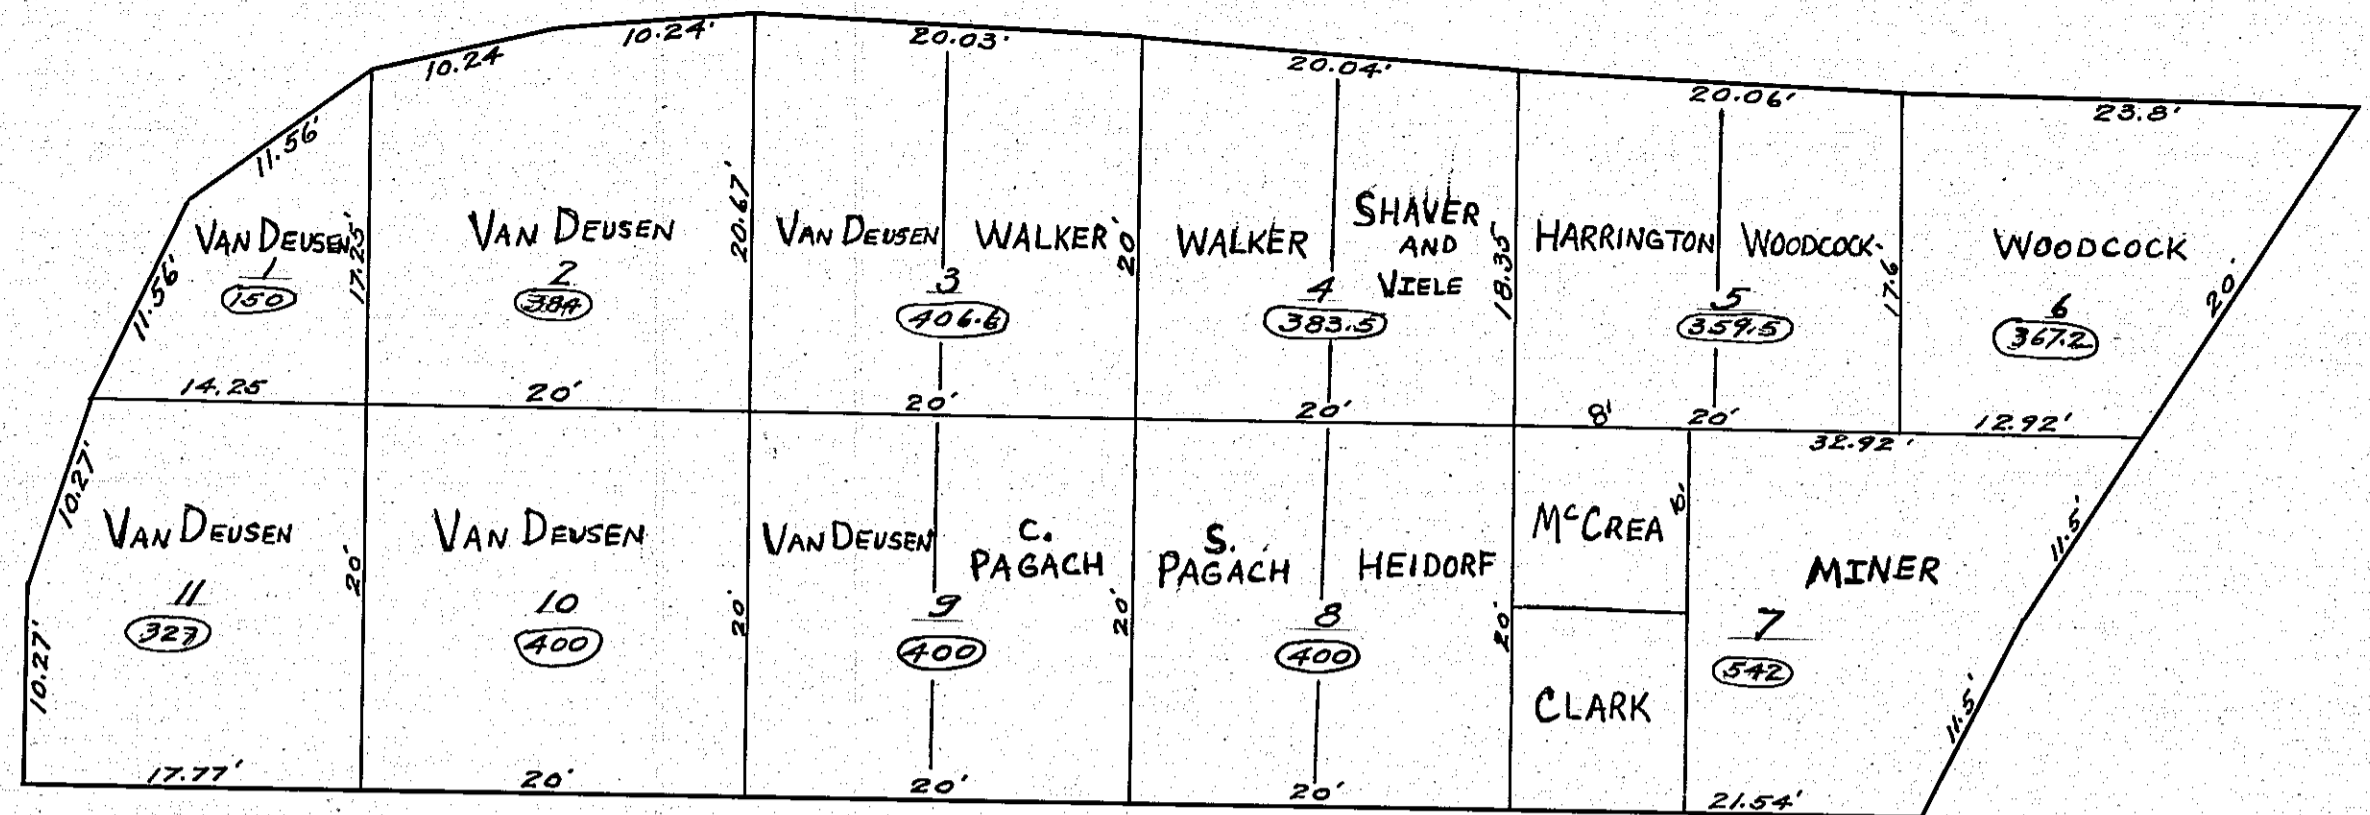 10.24
10.24'
20.03'
20.04'
20.06'
23.8'
11.56'
11.56'
VAN DEUSEN
1
150
17.25'
14.25
VAN DEUSEN
2
384
20.67'
20'
VAN DEUSEN
WALKER
3
406.6
20'
20'
WALKER
SHAVER
AND
VIELE
4
383.5
18.35'
20'
HARRINGTON
WOODCOCK
5
359.5
17.6
8'
20'
WOODCOCK
6
367.2
20'
12.92'
32.92'
10.27'
10.27'
VAN DEUSEN
11
323
20'
17.77'
VAN DEUSEN
10
400
20'
20'
VAN DEUSEN
C.
PAGACH
9
400
20'
20'
S.
PAGACH
HEIDORF
8
400
20'
20'
McCREA
CLARK
MINER
7
542
11.5'
11.5'
21.54'